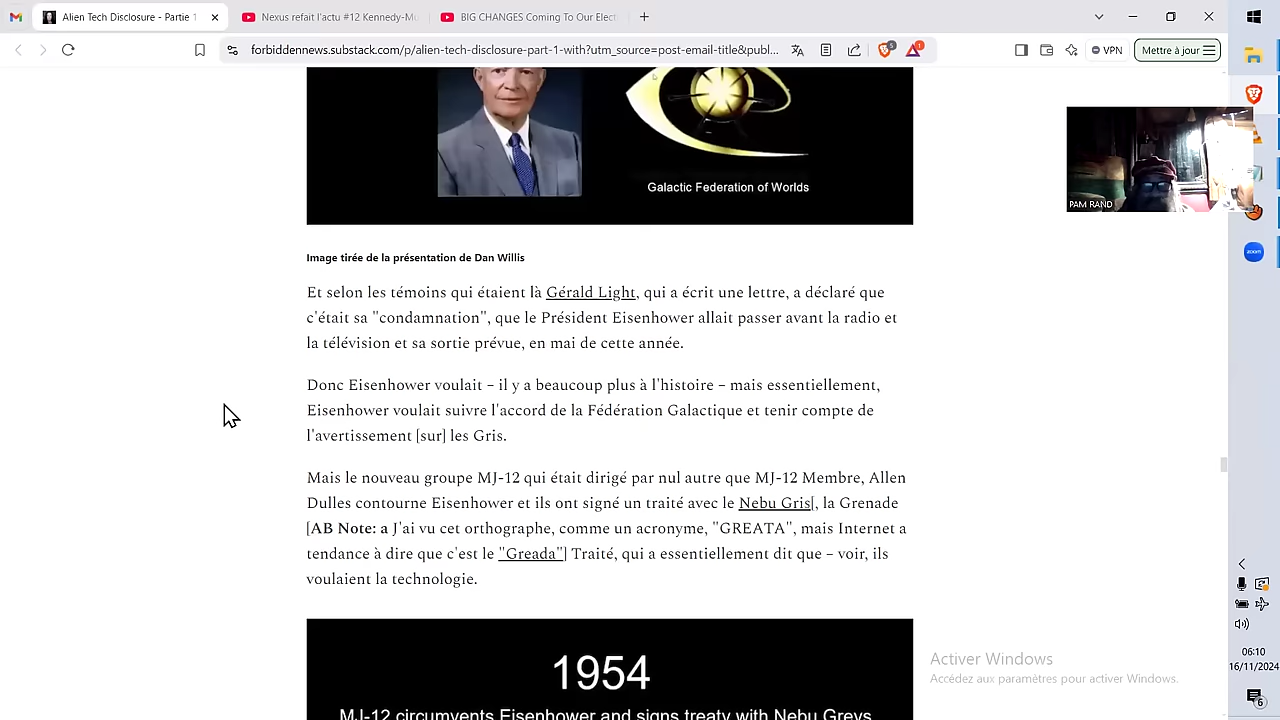 Alien Tech Disclosure - Partie 1
Nexus refait l'actu #12 Kennedy-Mu
BIG CHANGES Coming To Our Elect
forbiddennews.substack.com/p/alien-tech-disclosure-part-1-with?utm_source=post-email-title&publ...
5
1
VPN
Mettre à jour
Galactic Federation of Worlds
PAM RAND
zoom
Image tirée de la présentation de Dan Willis
Et selon les témoins qui étaient là Gérald Light, qui a écrit une lettre, a déclaré que
c'était sa "condamnation", que le Président Eisenhower allait passer avant la radio et
la télévision et sa sortie prévue, en mai de cette année.
Donc Eisenhower voulait – il y a beaucoup plus à l'histoire – mais essentiellement,
Eisenhower voulait suivre l'accord de la Fédération Galactique et tenir compte de
l'avertissement [sur] les Gris.
Mais le nouveau groupe MJ-12 qui était dirigé par nul autre que MJ-12 Membre, Allen
Dulles contourne Eisenhower et ils ont signé un traité avec le Nebu Gris[, la Grenade
[AB Note: a J'ai vu cet orthographe, comme un acronyme, "GREATA", mais Internet a
tendance à dire que c'est le "Greada"] Traité, qui a essentiellement dit que – voir, ils
voulaient la technologie.
1954
MJ-12 circumvents Eisenhower and signs treaty with Nebu Greys
Activer Windows
Accédez aux paramètres pour activer Windows.
06:10
16/11/2024
6